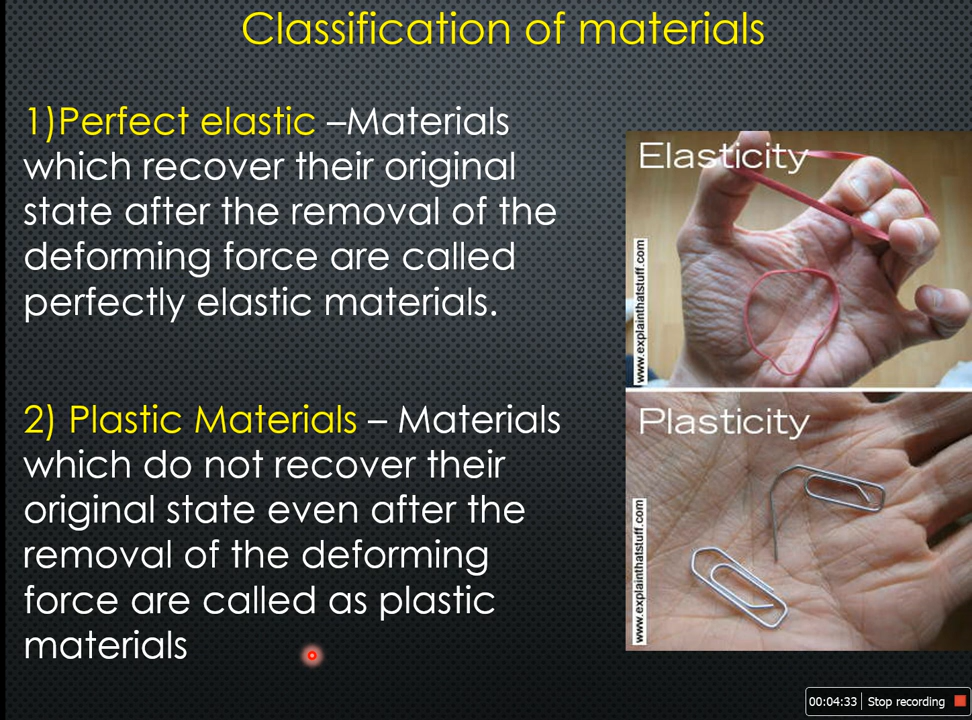 Classification of materials
1)Perfect elastic –Materials
which recover their original
state after the removal of the
deforming force are called
perfectly elastic materials.
2) Plastic Materials – Materials
which do not recover their
original state even after the
removal of the deforming
force are called as plastic
materials
Elasticity
www.explainthatstuff.com
Plasticity
www.explainthatstuff.com
00:04:33 Stop recording